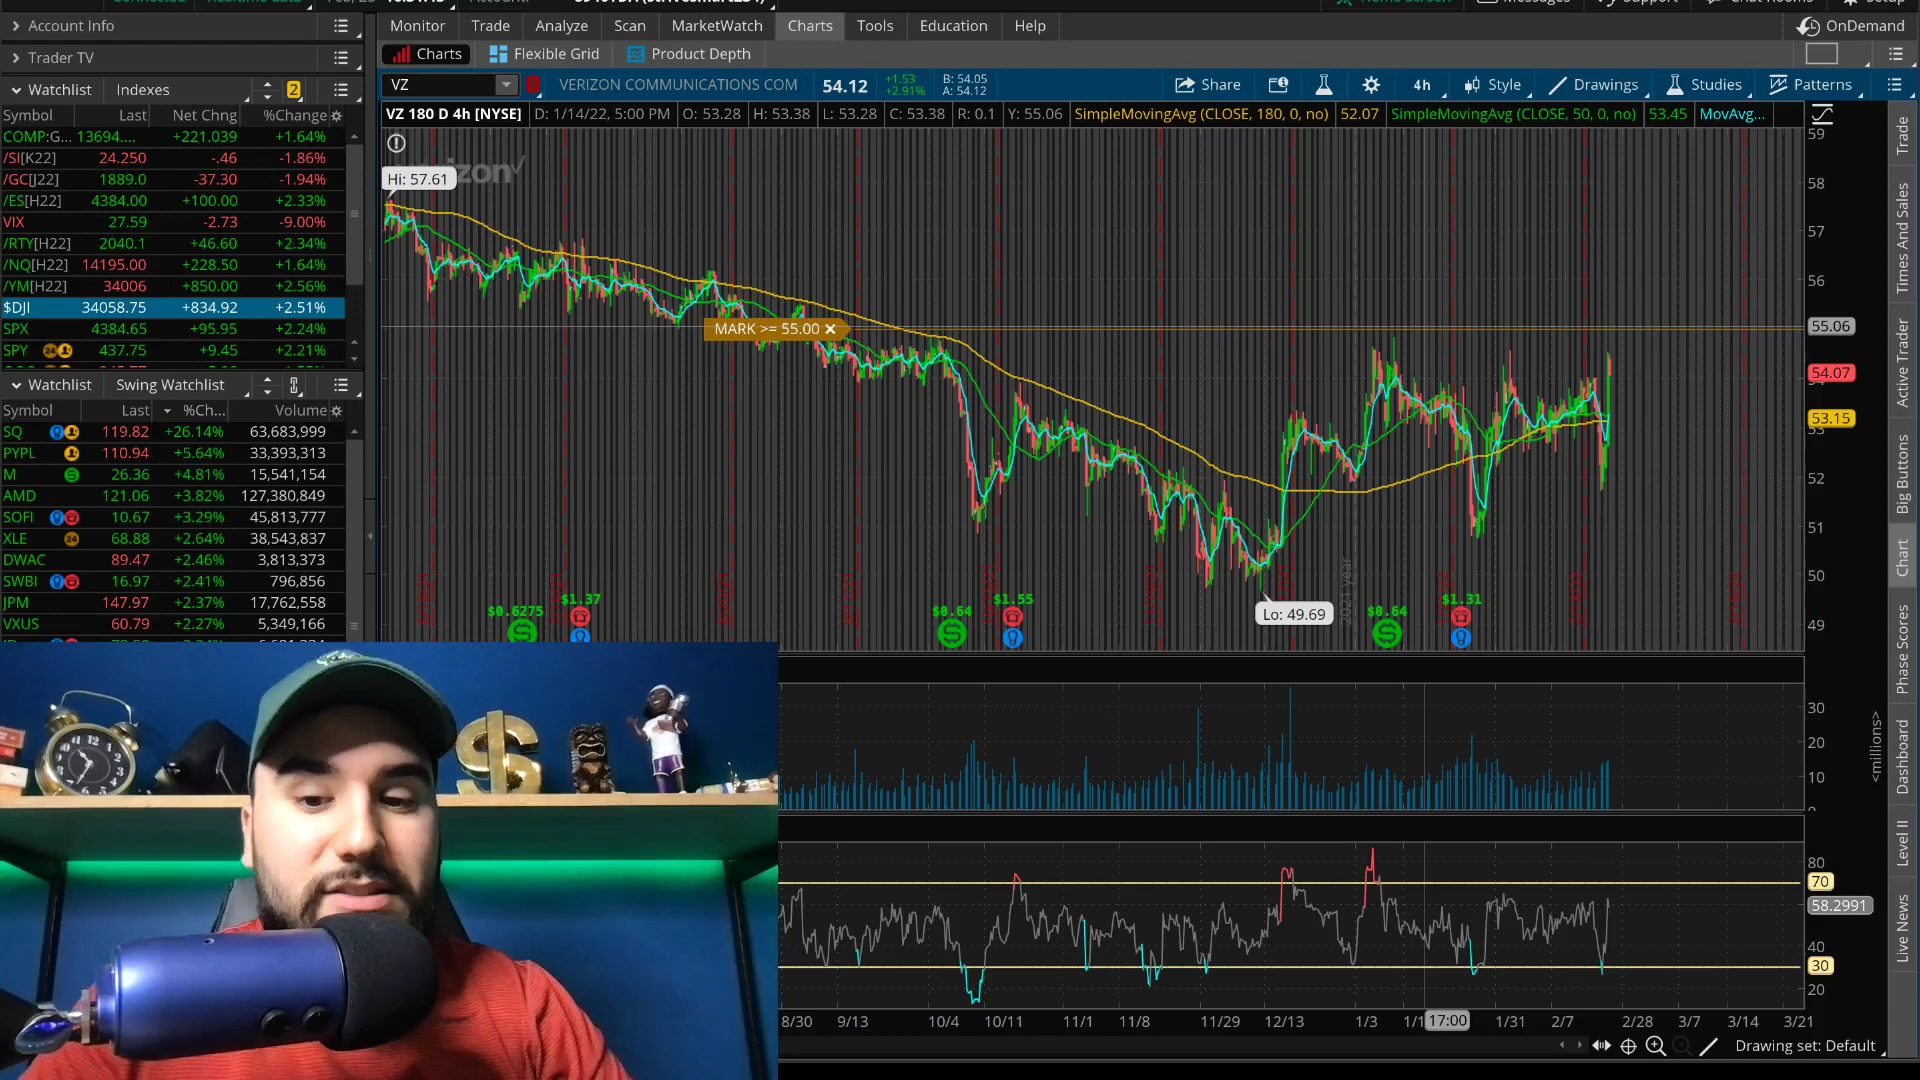 Account Info
Monitor Trade Analyze Scan MarketWatch Charts Tools Education Help
OnDemand
Trader TV
Charts Flexible Grid Product Depth
Watchlist Indexes 2
VZ VERIZON COMMUNICATIONS COM 54.12 +1.53 +2.91% B: 54.05 A: 54.12
Share 4h Style Drawings Studies Patterns
VZ 180 D 4h [NYSE] D: 1/14/22, 5:00 PM O: 53.28 H: 53.38 L: 53.28 C: 53.38 R: 0.1 Y: 55.06 SimpleMovingAvg (CLOSE, 180, 0, no) 52.07 SimpleMovingAvg (CLOSE, 50, 0, no) 53.45 MovAvg...
Symbol Last Net Chng %Change
COMP:G... 13694.... +221.039 +1.64%
/SI[K22] 24.250 -.46 -1.86%
/GC[J22] 1889.0 -37.30 -1.94%
/ES[H22] 4384.00 +100.00 +2.33%
VIX 27.59 -2.73 -9.00%
/RTY[H22] 2040.1 +46.60 +2.34%
/NQ[H22] 14195.00 +228.50 +1.64%
/YM[H22] 34006 +850.00 +2.56%
$DJI 34058.75 +834.92 +2.51%
SPX 4384.65 +95.95 +2.24%
SPY 24 437.75 +9.45 +2.21%
Watchlist Swing Watchlist
Symbol Last %Ch... Volume
SQ 119.82 +26.14% 63,683,999
PYPL 110.94 +5.64% 33,393,313
M 26.36 +4.81% 15,541,154
AMD 121.06 +3.82% 127,380,849
SOFI 10.67 +3.29% 45,813,777
XLE 24 68.88 +2.64% 38,543,837
DWAC 89.47 +2.46% 3,813,373
SWBI 16.97 +2.41% 796,856
JPM 147.97 +2.37% 17,762,558
VXUS 60.79 +2.27% 5,349,166
Hi: 57.61
MARK >= 55.00
Lo: 49.69
2021 year
$0.6275 $1.37 $0.64 $1.55 $0.64 $1.31
59
58
57
56
55.06
54.07
53.15
52
51
50
49
30
20
10
<millions>
80
70
58.2991
40
30
20
8/30 9/13 10/4 10/11 11/1 11/8 11/29 12/13 1/3 17:00 1/31 2/7 2/28 3/7 3/14 3/21
Drawing set: Default
Trade
Times And Sales
Active Trader
Big Buttons
Chart
Phase Scores
Dashboard
Level II
Live News